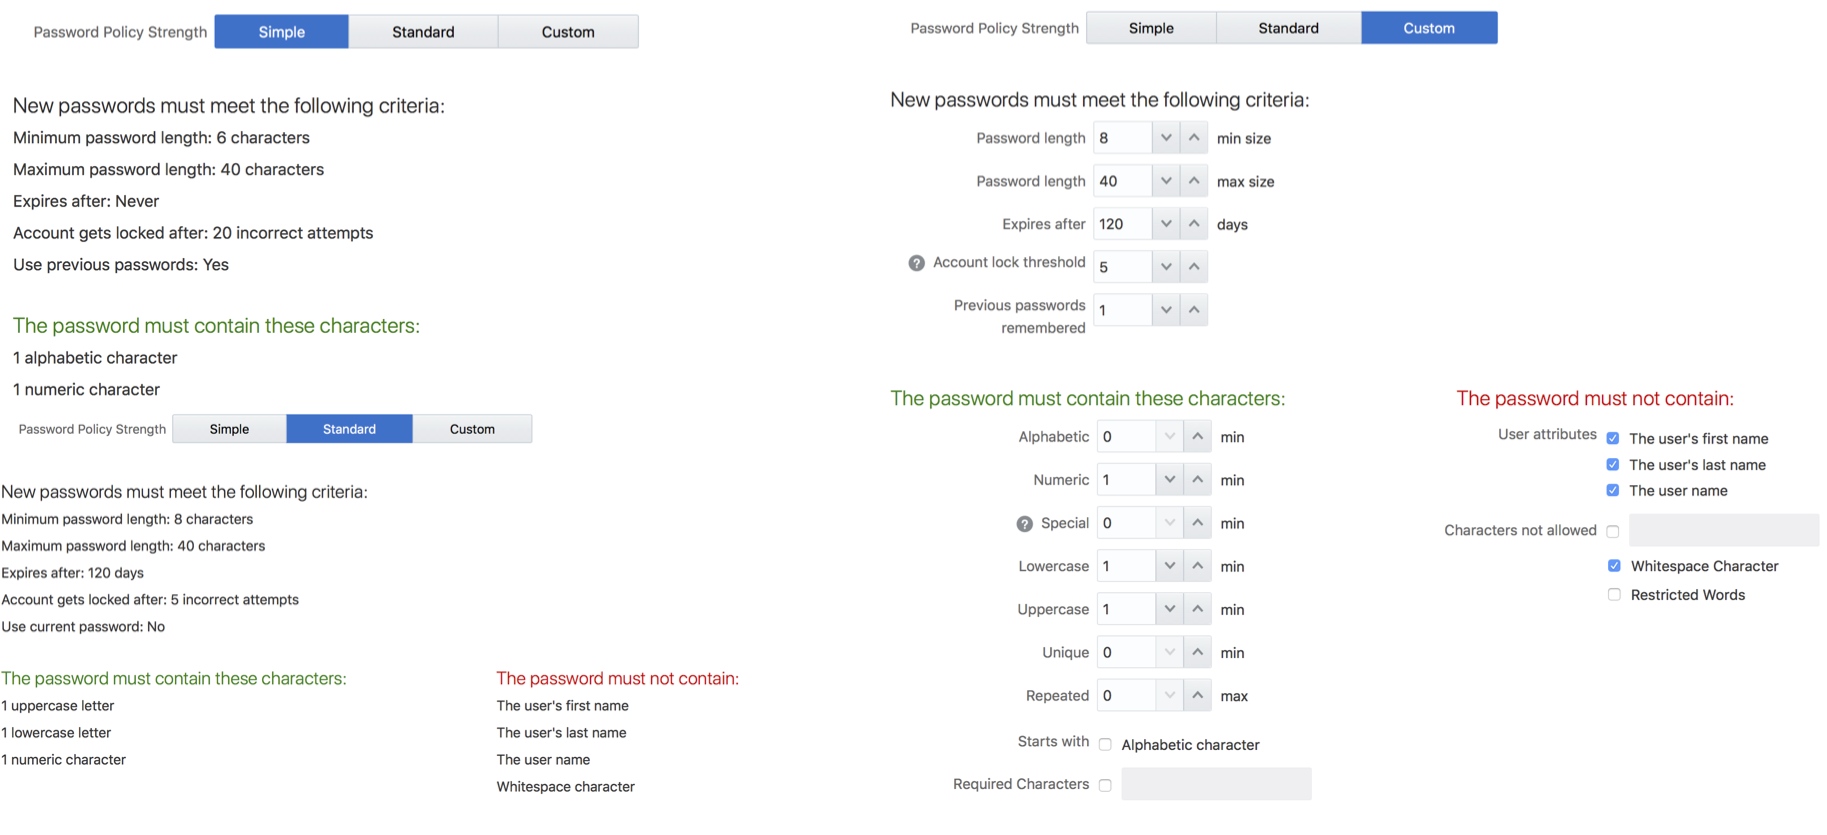 Password Policy Strength Simple Standard Custom
New passwords must meet the following criteria:
Minimum password length: 6 characters
Maximum password length: 40 characters
Expires after: Never
Account gets locked after: 20 incorrect attempts
Use previous passwords: Yes
The password must contain these characters:
1 alphabetic character
1 numeric character
Password Policy Strength Simple Standard Custom
New passwords must meet the following criteria:
Minimum password length: 8 characters
Maximum password length: 40 characters
Expires after: 120 days
Account gets locked after: 5 incorrect attempts
Use current password: No
The password must contain these characters:
1 uppercase letter
1 lowercase letter
1 numeric character
The password must not contain:
The user's first name
The user's last name
The user name
Whitespace character
Password Policy Strength Simple Standard Custom
New passwords must meet the following criteria:
Password length 8 min size
Password length 40 max size
Expires after 120 days
? Account lock threshold 5
Previous passwords
remembered 1
The password must contain these characters:
Alphabetic 0 min
Numeric 1 min
? Special 0 min
Lowercase 1 min
Uppercase 1 min
Unique 0 min
Repeated 0 max
Starts with Alphabetic character
Required Characters
The password must not contain:
User attributes The user's first name
The user's last name
The user name
Characters not allowed
Whitespace Character
Restricted Words